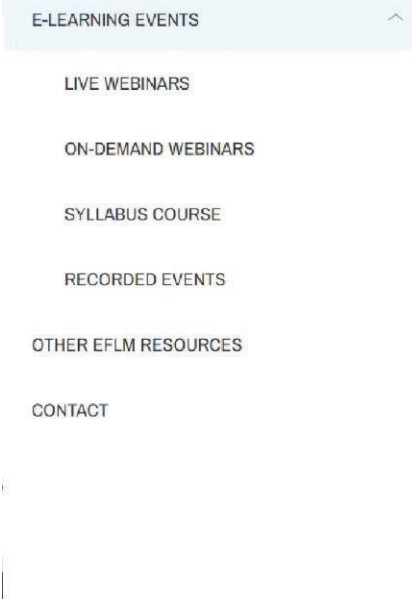 E-LEARNING EVENTS
LIVE WEBINARS
ON-DEMAND WEBINARS
SYLLABUS COURSE
RECORDED EVENTS
OTHER EFLM RESOURCES
CONTACT